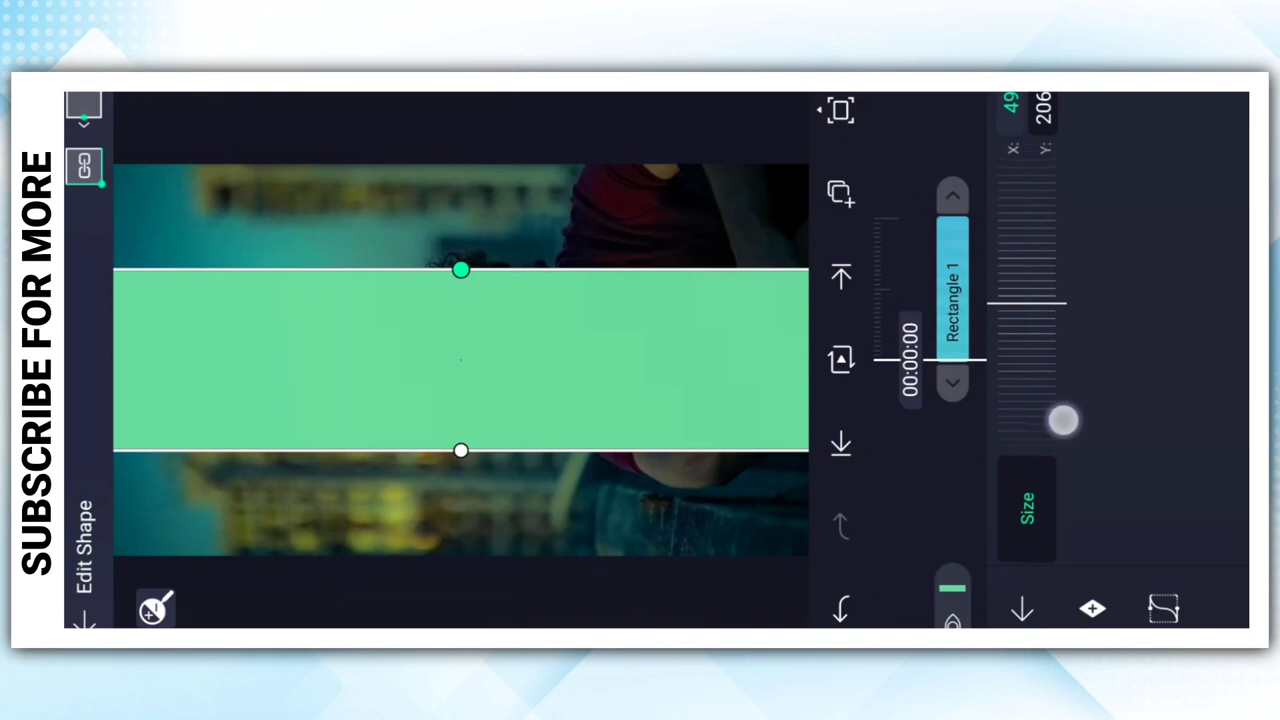 SUBSCRIBE FOR MORE
Edit Shape
00:00:00
Rectangle 1
X:
49
Y:
206
Size